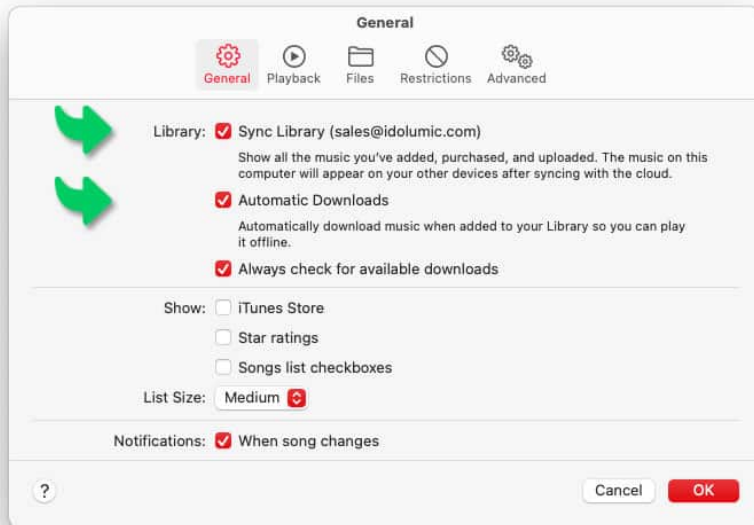 General
General Playback Files Restrictions Advanced
Library: Sync Library (sales@idolumic.com)
Show all the music you've added, purchased, and uploaded. The music on this
computer will appear on your other devices after syncing with the cloud.
Automatic Downloads
Automatically download music when added to your Library so you can play
it offline.
Always check for available downloads
Show: iTunes Store
Star ratings
Songs list checkboxes
List Size: Medium
Notifications: When song changes
? Cancel OK